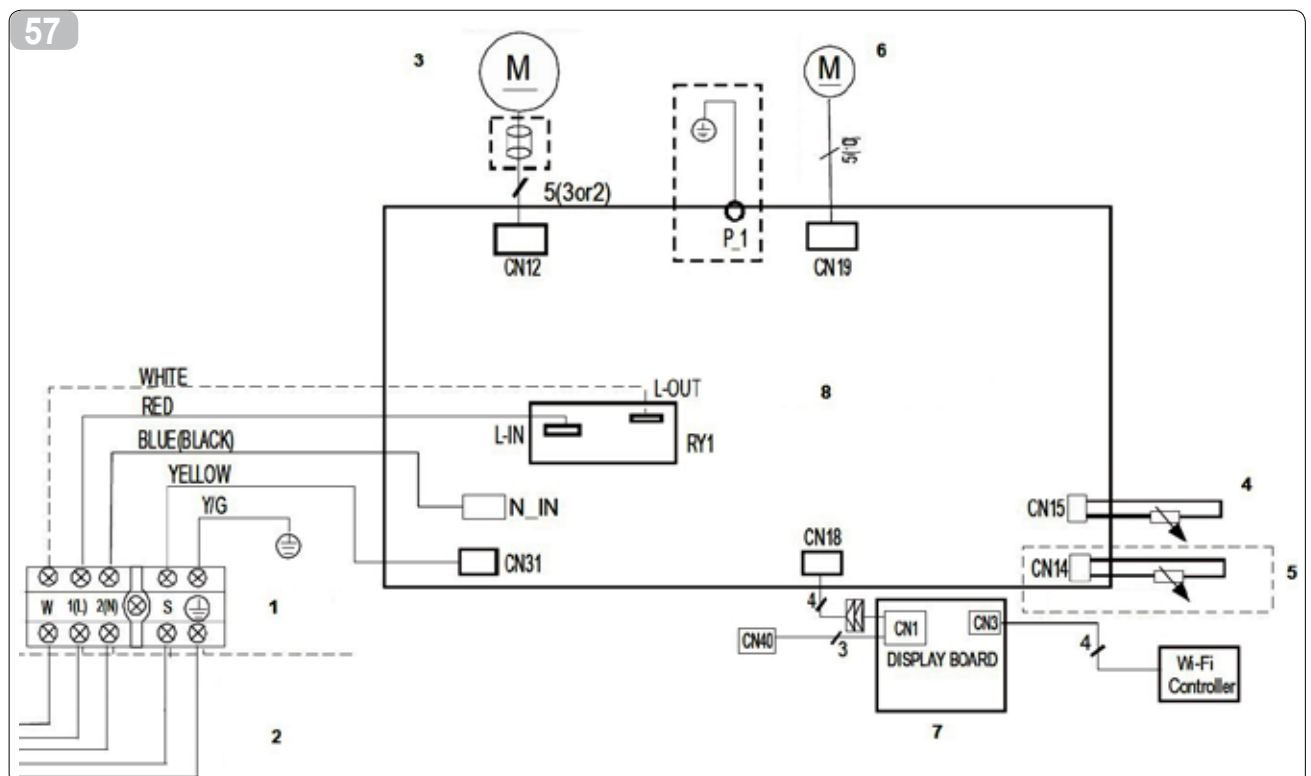 57
3
M
6
M
5(3or2)
P_1
CN12
CN19
WHITE
L-OUT
8
RED
L-IN
RY1
BLUE(BLACK)
YELLOW
N_IN
CN15
4
Y/G
CN18
CN31
CN14
5
1
W 1(L) 2(N) S
4
CN1
CN3
CN40
3
4
DISPLAY BOARD
Wi-Fi
Controller
2
7